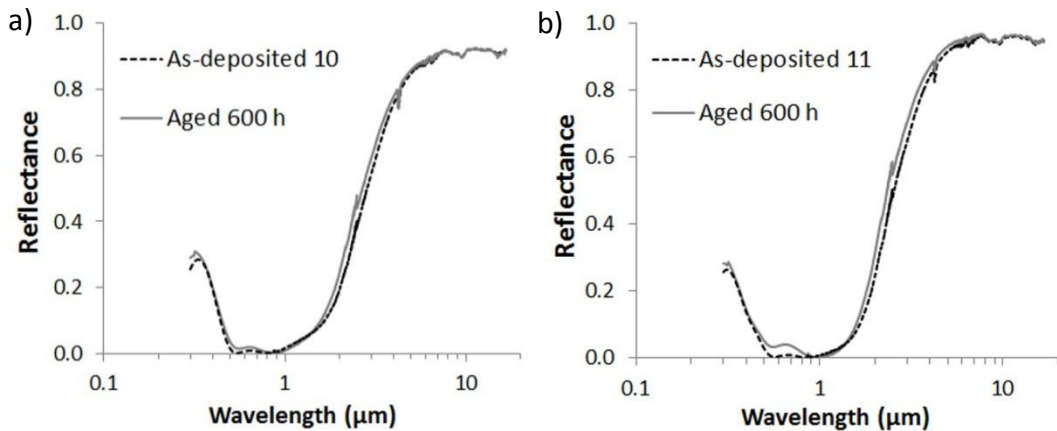 a)
1.0
0.8
0.6
0.4
0.2
0.0
Reflectance
As-deposited 10
Aged 600 h
0.1
1
10
Wavelength (µm)
b)
1.0
0.8
0.6
0.4
0.2
0.0
Reflectance
As-deposited 11
Aged 600 h
0.1
1
10
Wavelength (µm)